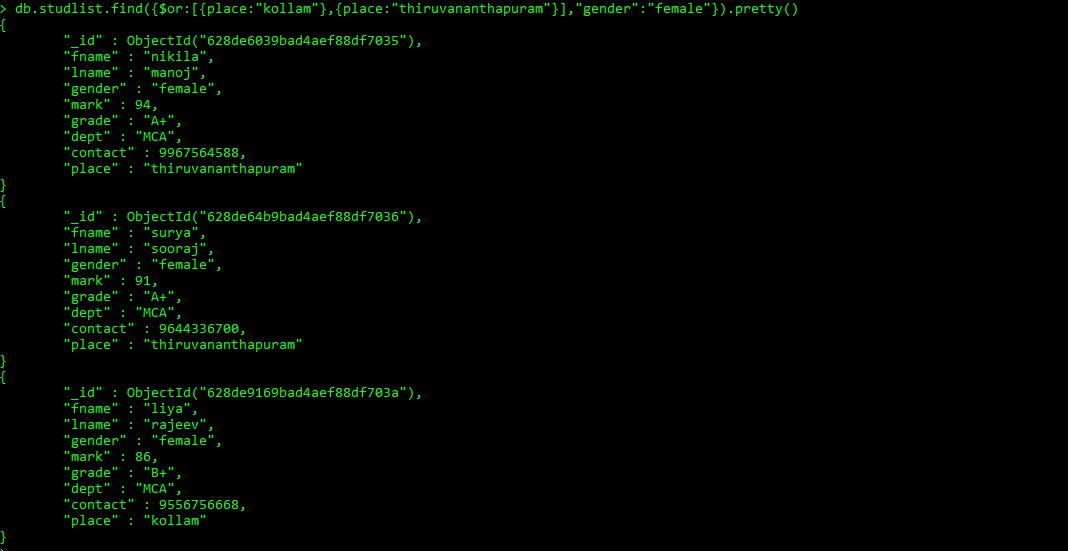 > db.studlist.find({$or:[{place:"kollam"},{place:"thiruvananthapuram"}],"gender":"female"}).pretty()
{
"_id" : ObjectId("628de6039bad4aef88df7035"),
"fname" : "nikila",
"lname" : "manoj",
"gender" : "female",
"mark" : 94,
"grade" : "A+",
"dept" : "MCA",
"contact" : 9967564588,
"place" : "thiruvananthapuram"
}
{
"_id" : ObjectId("628de64b9bad4aef88df7036"),
"fname" : "surya",
"lname" : "sooraj",
"gender" : "female",
"mark" : 91,
"grade" : "A+",
"dept" : "MCA",
"contact" : 9644336700,
"place" : "thiruvananthapuram"
}
{
"_id" : ObjectId("628de9169bad4aef88df703a"),
"fname" : "liya",
"lname" : "rajeev",
"gender" : "female",
"mark" : 86,
"grade" : "B+",
"dept" : "MCA",
"contact" : 9556756668,
"place" : "kollam"
}